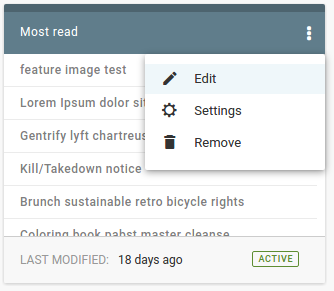 Most read
feature image test
Edit
Lorem Ipsum dolor sit
Settings
Gentrify lyft chartreus
Remove
Kill/Takedown notice
Brunch sustainable retro bicycle rights
Coloring book pabst master cleanse
LAST MODIFIED: 18 days ago ACTIVE